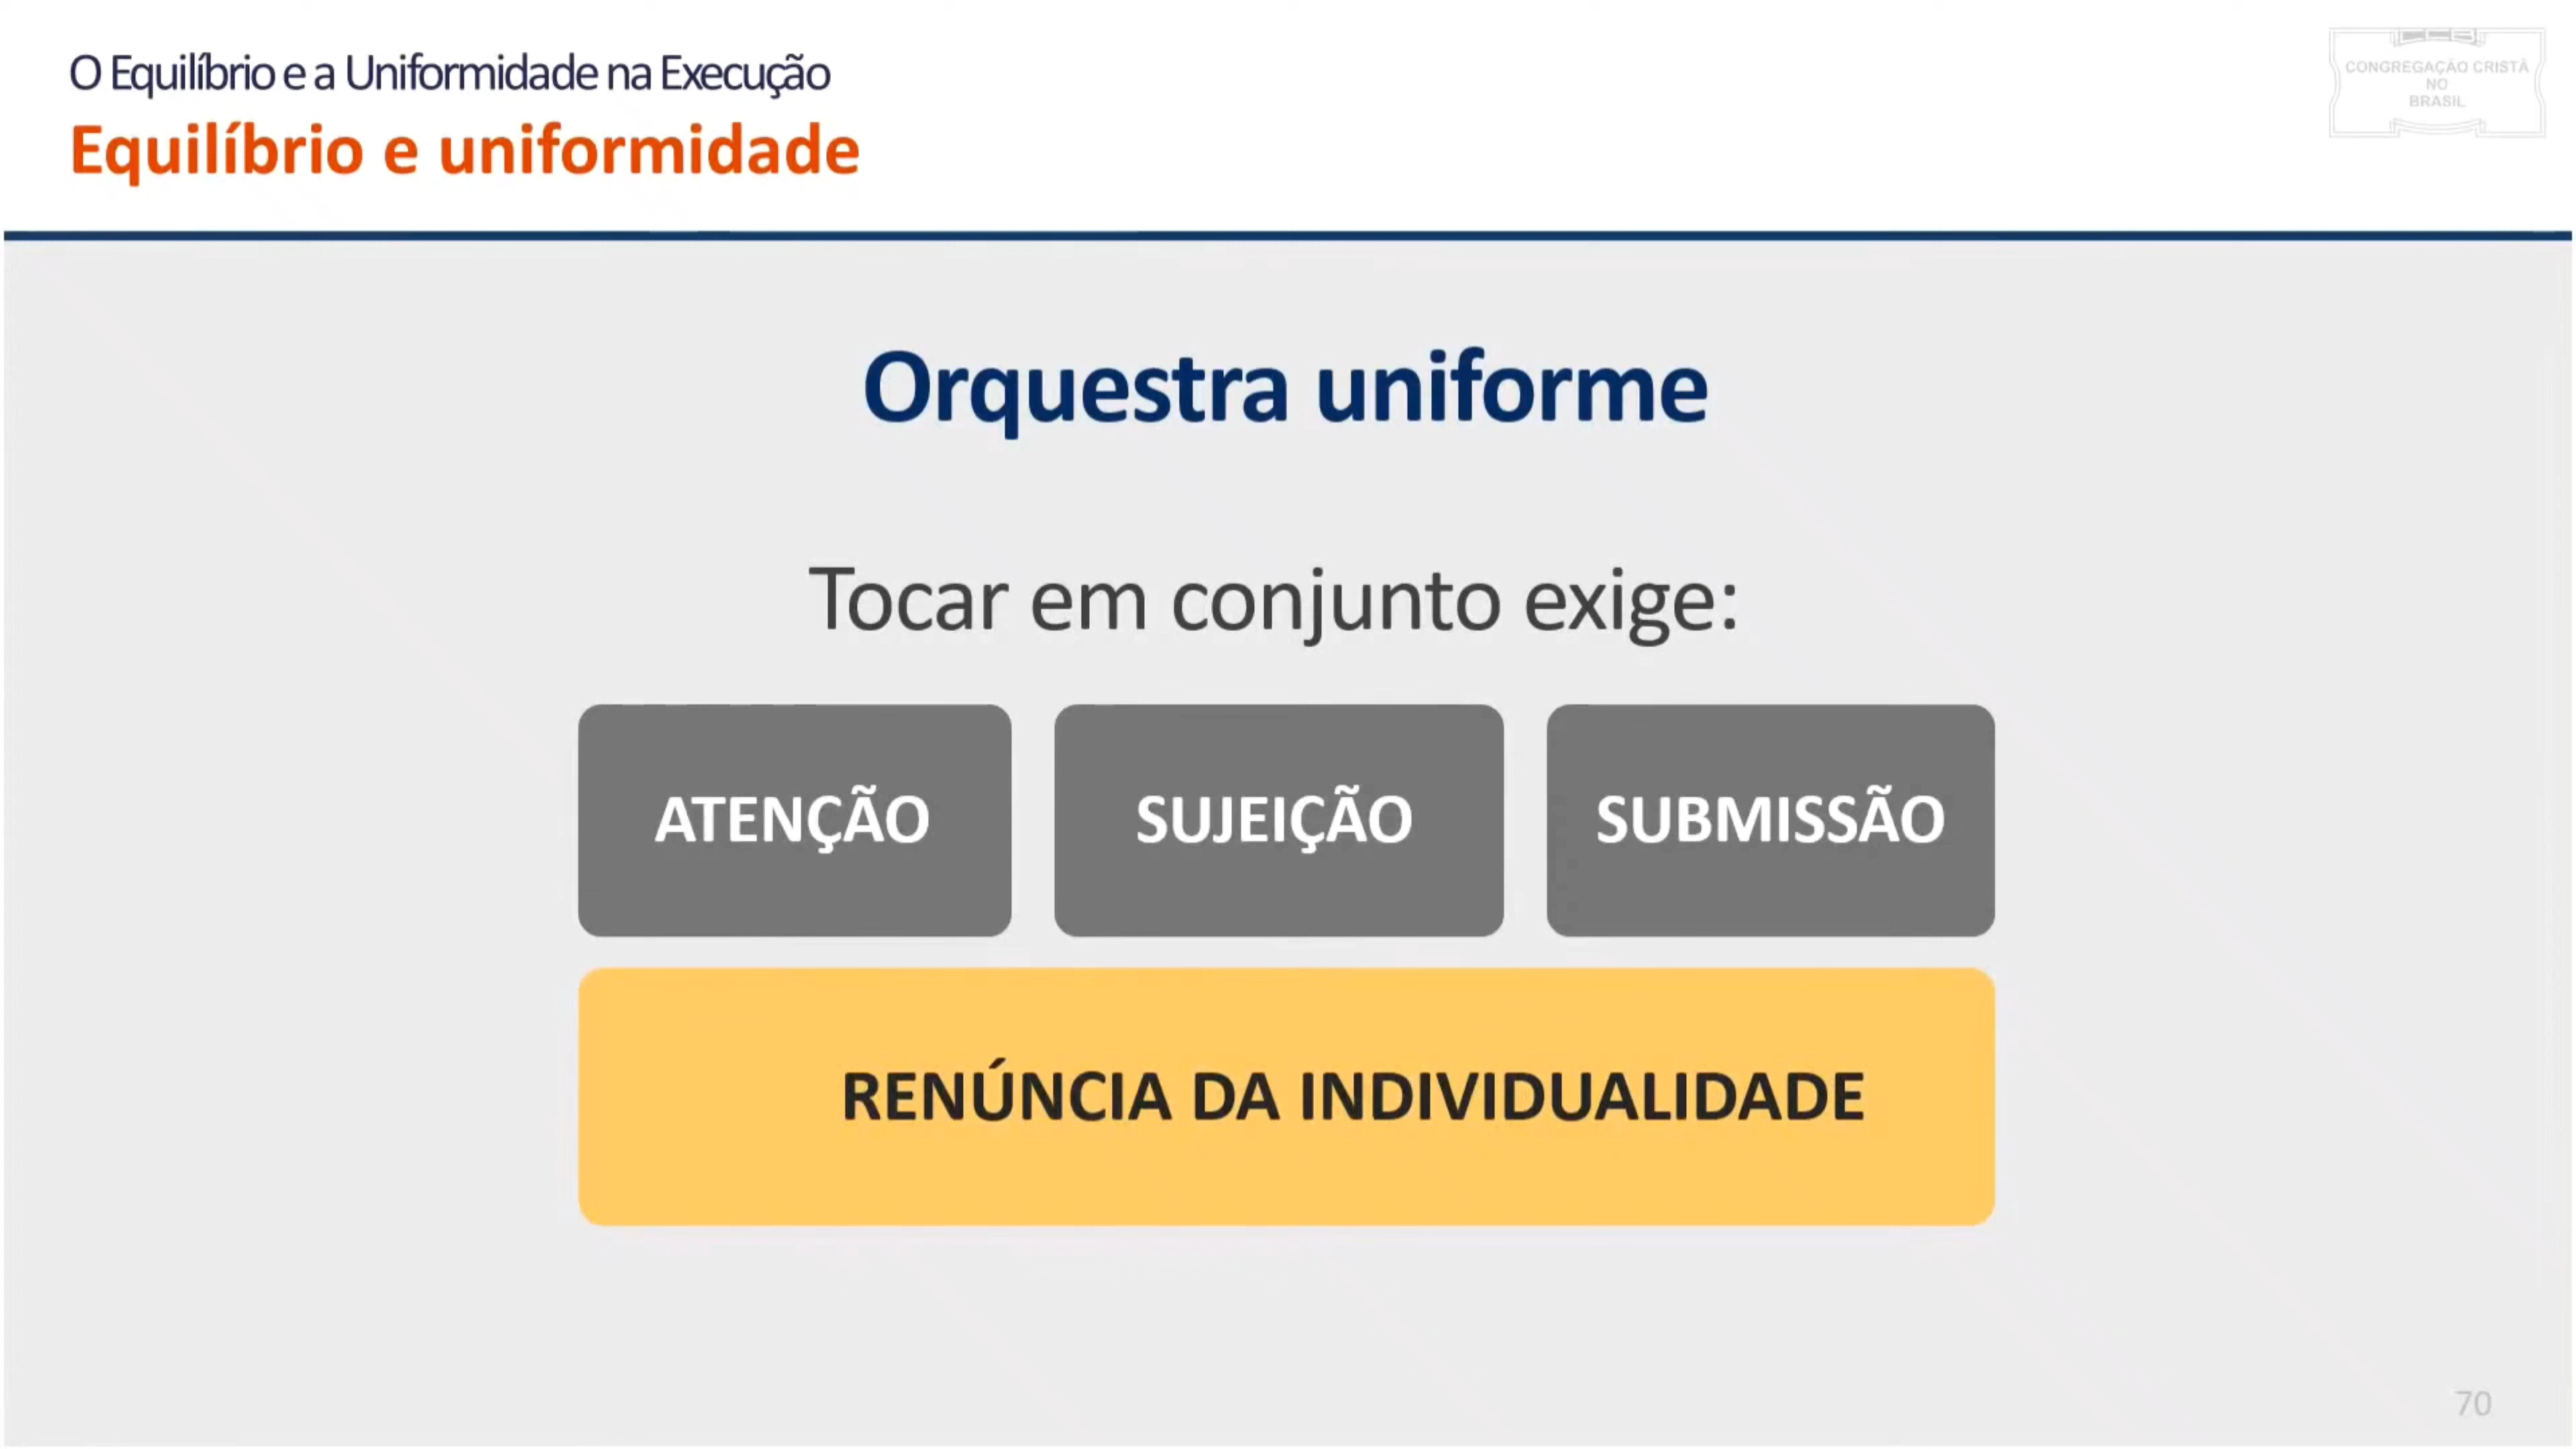 O Equilíbrio e a Uniformidade na Execução
Equilíbrio e uniformidade
CCB
CONGREGAÇÃO CRISTÃ
NO
BRASIL
Orquestra uniforme
Tocar em conjunto exige:
ATENÇÃO
SUJEIÇÃO
SUBMISSÃO
RENÚNCIA DA INDIVIDUALIDADE
70